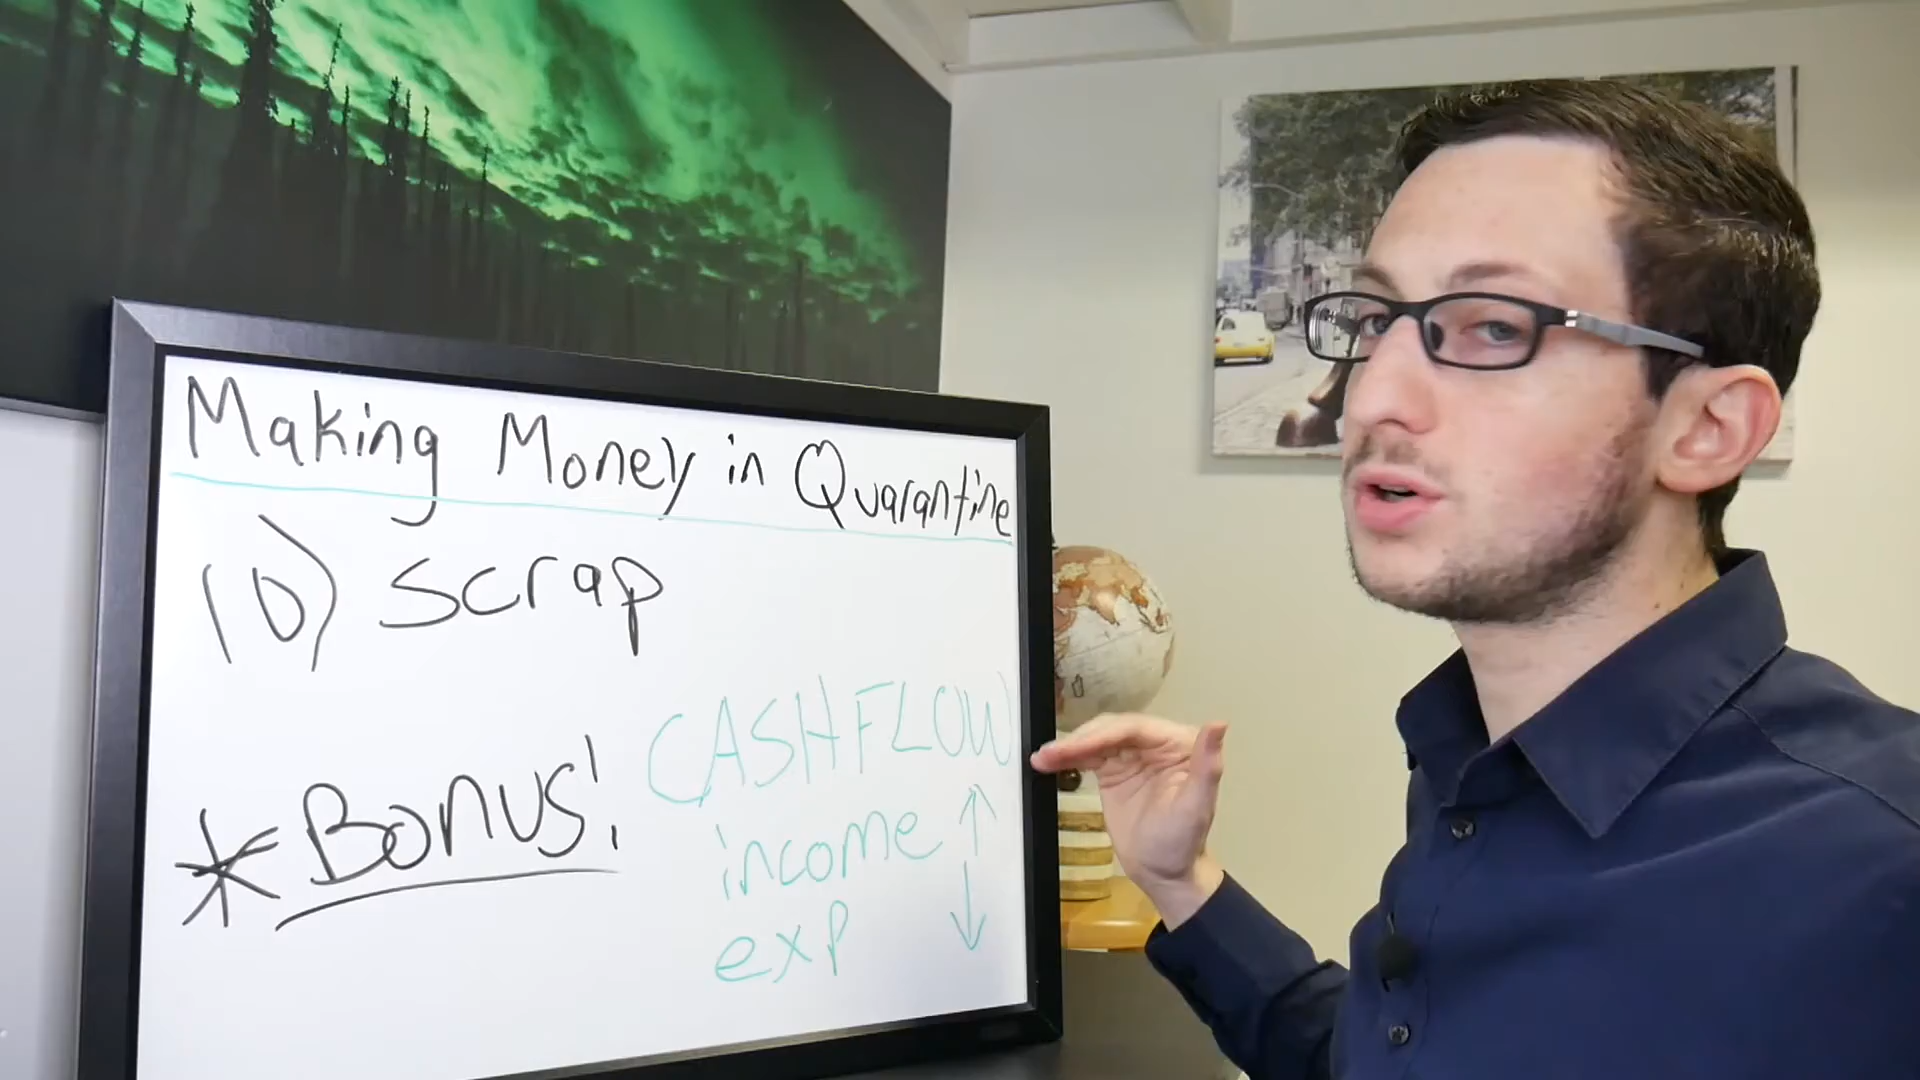 Making Money in Quarantine
10) scrap
* Bonus!
CASHFLOW
income ↑
exp ↓